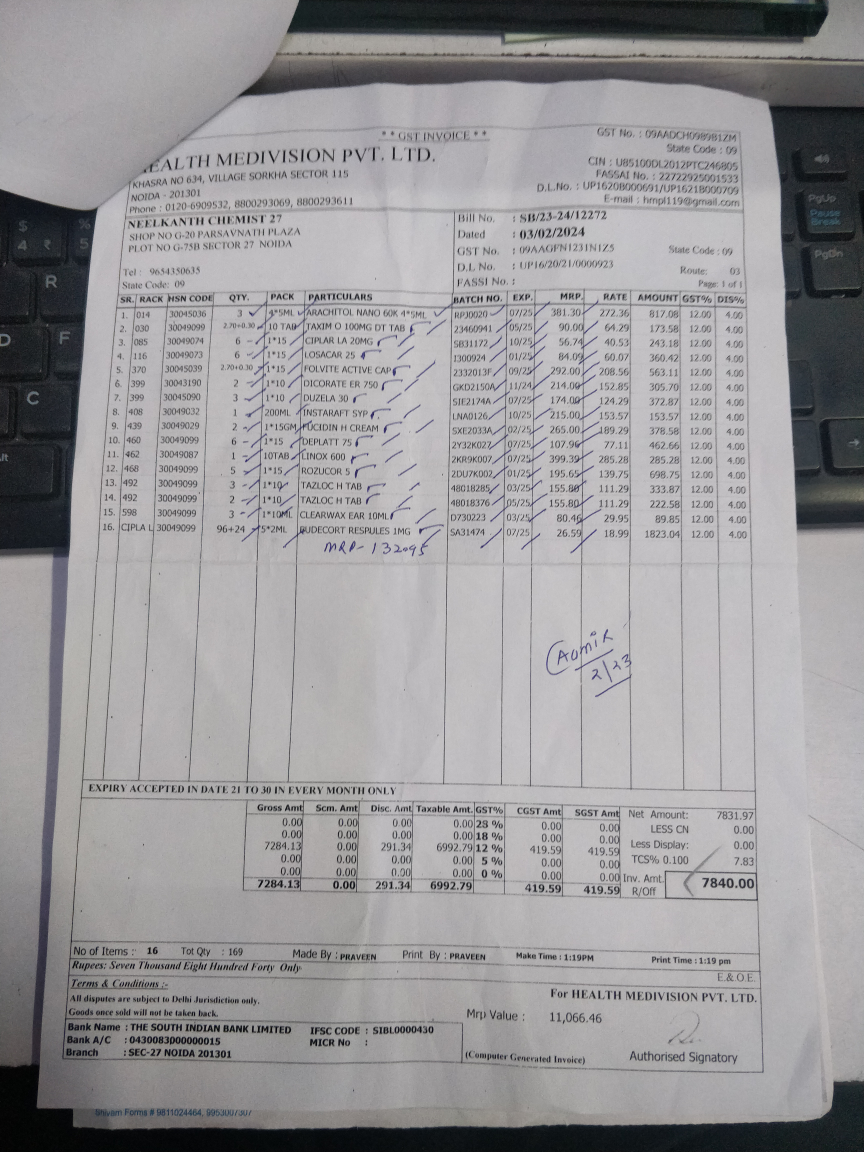 * * GST INVOICE * *
GST No. : 09AADCH0989B1ZM
State Code : 09
EALTH MEDIVISION PVT. LTD.
CIN : U85100DL2012PTC246805
KHASRA NO 634, VILLAGE SORKHA SECTOR 115
FASSAI No. : 22722925001533
NOIDA - 201301
D.L.No. : UP1620B000691/UP1621B000709
Phone : 0120-6909532, 8800293069, 8800293611
E-mail : hmpl119@gmail.com
NEELKANTH CHEMIST 27
SHOP NO G-20 PARSAVNATH PLAZA
PLOT NO G-75B SECTOR 27 NOIDA
Tel : 9654350635
State Code: 09
Bill No. : SB/23-24/12272
Dated : 03/02/2024
GST No. : 09AAGFN1231N1Z5 State Code : 09
D.L No. : UP16/20/21/0000923 Route: 03
FASSI No. : Page: 1 of 1
SR. RACK HSN CODE QTY. PACK PARTICULARS BATCH NO. EXP. MRP RATE AMOUNT GST% DIS%
1. 014 30045036 3 4*5ML ARACHITOL NANO 60K 4*5ML RPJ0020 07/25 381.30 272.36 817.08 12.00 4.00
2. 030 30049099 2.70+0.30 10 TAB TAXIM O 100MG DT TAB 23460941 05/25 90.00 64.29 173.58 12.00 4.00
3. 085 30049074 6 1*15 CIPLAR LA 20MG SB31172 10/25 56.74 40.53 243.18 12.00 4.00
4. 116 30049073 6 1*15 LOSACAR 25 I300924 01/25 84.09 60.07 360.42 12.00 4.00
5. 370 30045039 2.70+0.30 1*15 FOLVITE ACTIVE CAP 2332013F 09/25 292.00 208.56 563.11 12.00 4.00
6. 399 30043190 2 1*10 DICORATE ER 750 GKD2150A 11/24 214.00 152.85 305.70 12.00 4.00
7. 399 30045090 3 1*10 DUZELA 30 SIE2174A 07/25 174.00 124.29 372.87 12.00 4.00
8. 408 30049032 1 200ML INSTARAFT SYP LNA0126 10/25 215.00 153.57 153.57 12.00 4.00
9. 439 30049029 2 1*15GM FUCIDIN H CREAM SXE2033A 02/25 265.00 189.29 378.58 12.00 4.00
10. 460 30049099 6 1*15 DEPLATT 75 2Y32K027 07/25 107.96 77.11 462.66 12.00 4.00
11. 462 30049087 1 10TAB LINOX 600 2KR9K007 07/25 399.39 285.28 285.28 12.00 4.00
12. 468 30049099 5 1*15 ROZUCOR 5 2DU7K002 01/25 195.65 139.75 698.75 12.00 4.00
13. 492 30049099 3 1*10 TAZLOC H TAB 48018285 03/25 155.80 111.29 333.87 12.00 4.00
14. 492 30049099 2 1*10 TAZLOC H TAB 48018376 05/25 155.80 111.29 222.58 12.00 4.00
15. 598 30049099 3 1*10ML CLEARWAX EAR 10ML D730223 03/25 80.46 29.95 89.85 12.00 4.00
16. CIPLA L 30049099 96+24 5*2ML BUDECORT RESPULES 1MG SA31474 07/25 26.59 18.99 1823.04 12.00 4.00
MRP- 132095
2/23
EXPIRY ACCEPTED IN DATE 21 TO 30 IN EVERY MONTH ONLY
Gross Amt Scm. Amt Disc. Amt Taxable Amt. GST% CGST Amt SGST Amt Net Amount: 7831.97
0.00 0.00 0.00 0.00 28 % 0.00 0.00 LESS CN 0.00
0.00 0.00 0.00 0.00 18 % 0.00 0.00
7284.13 0.00 291.34 6992.79 12 % 419.59 419.59 Less Display: 0.00
0.00 0.00 0.00 0.00 5 % 0.00 0.00 TCS% 0.100 7.83
0.00 0.00 0.00 0.00 0 % 0.00 0.00 Inv. Amt. 7840.00
7284.13 0.00 291.34 6992.79 419.59 419.59 R/Off
No of Items : 16 Tot Qty : 169 Made By : PRAVEEN Print By : PRAVEEN Make Time : 1:19PM Print Time : 1:19 pm
Rupees: Seven Thousand Eight Hundred Forty Only
E.& O.E.
Terms & Conditions :-
All disputes are subject to Delhi Jurisdiction only.
Goods once sold will not be taken back.
For HEALTH MEDIVISION PVT. LTD.
Mrp Value : 11,066.46
Bank Name : THE SOUTH INDIAN BANK LIMITED IFSC CODE : SIBL0000430
Bank A/C : 0430083000000015 MICR No :
Branch : SEC-27 NOIDA 201301
(Computer Generated Invoice)
Authorised Signatory
Shivam Forms # 9811024464, 9953007307